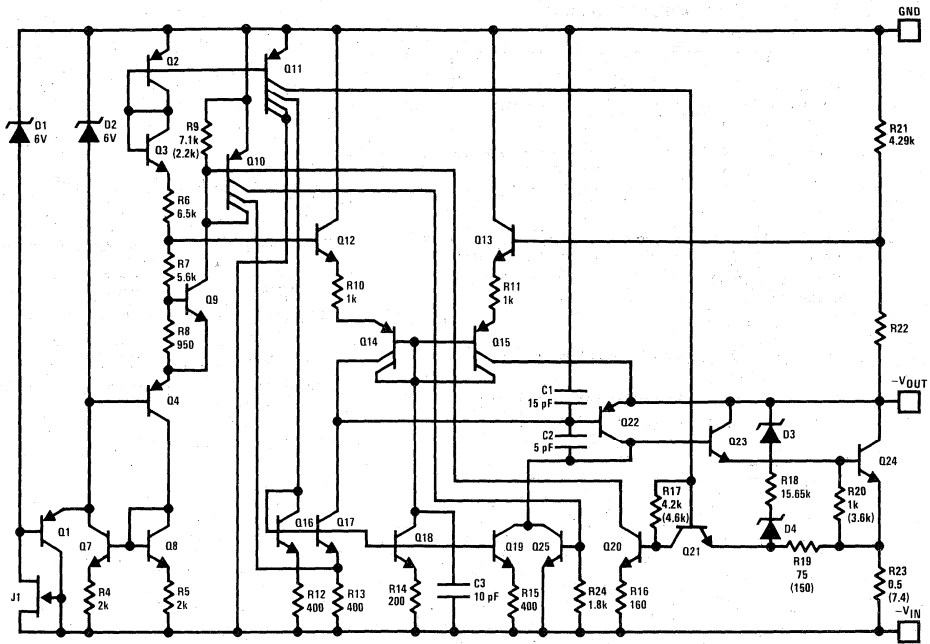 GND
Q2
Q11
D1
6V
D2
6V
Q3
R9
7.1k
(2.2k)
Q10
R21
4.29k
R6
6.5k
Q12
Q13
R7
5.6k
Q9
R10
1k
R11
1k
R8
950
Q14
Q15
R22
Q4
C1
15 pF
-VOUT
Q22
C2
5 pF
Q23
D3
Q24
R18
15.65k
R20
1k
(3.6k)
R17
4.2k
(4.6k)
Q1
Q7
Q8
Q16
Q17
Q18
Q19
Q25
Q20
Q21
D4
R19
75
(150)
J1
R4
2k
R5
2k
R12
400
R13
400
R14
200
C3
10 pF
R15
400
R24
1.8k
R16
160
R23
0.5
(7.4)
-VIN